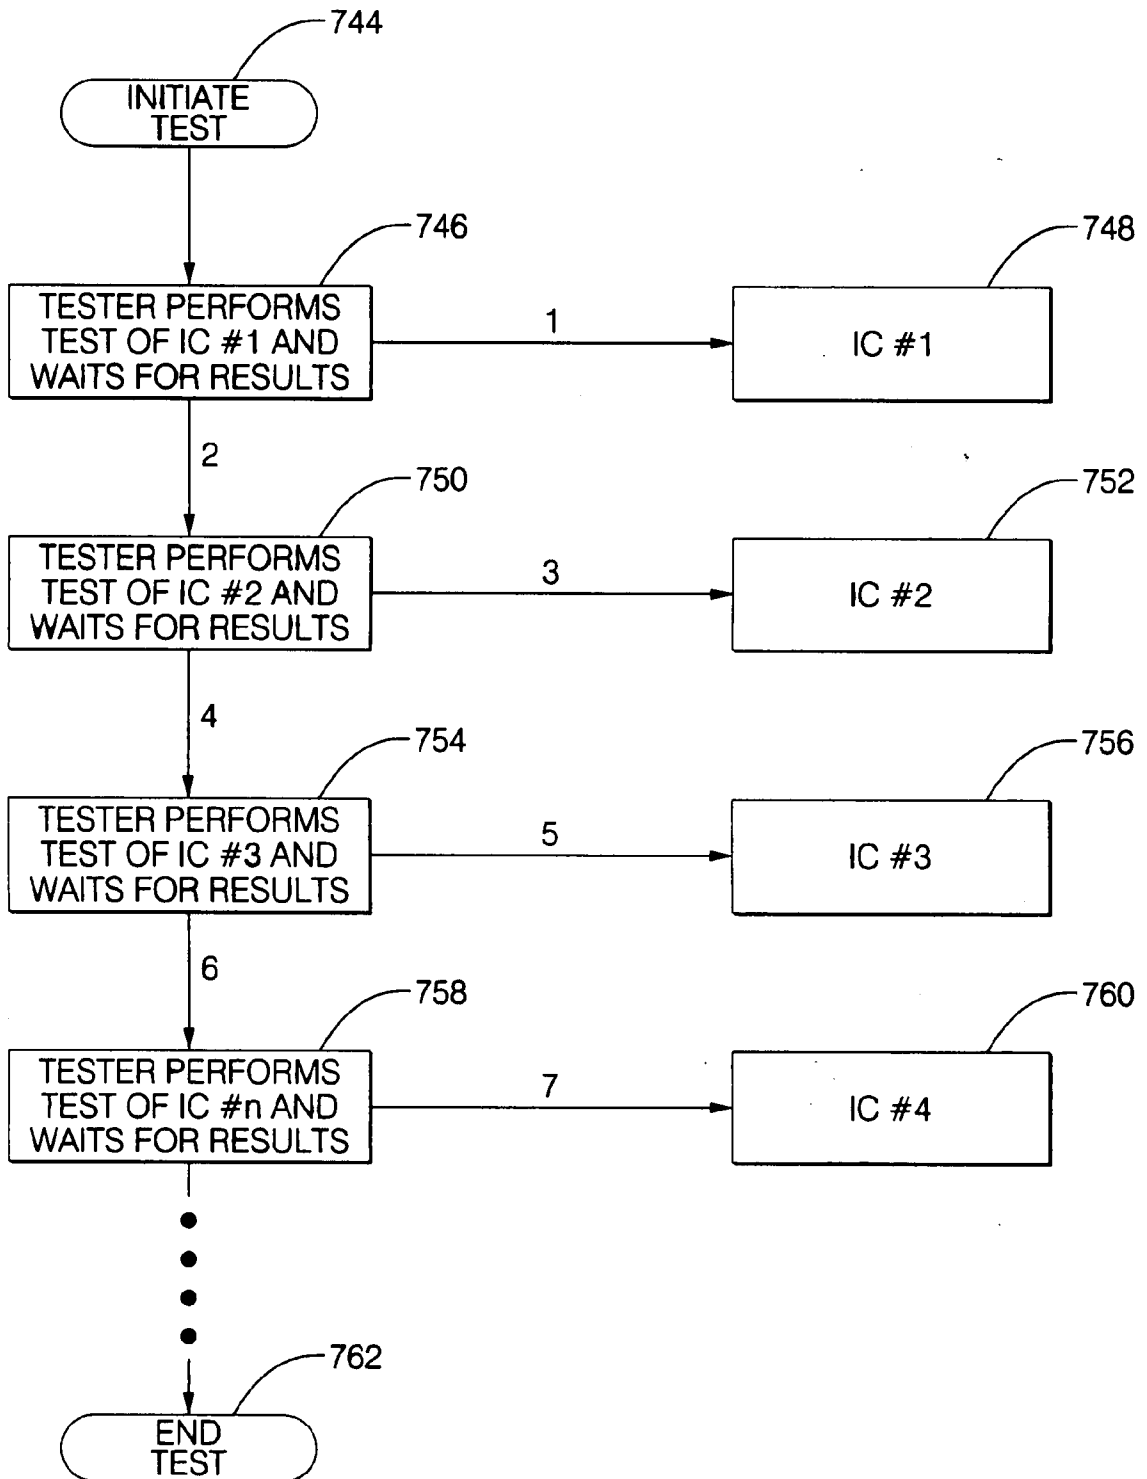 744
INITIATE
TEST
746
748
TESTER PERFORMS
TEST OF IC #1 AND
WAITS FOR RESULTS
1
IC #1
2
750
752
TESTER PERFORMS
TEST OF IC #2 AND
WAITS FOR RESULTS
3
IC #2
4
754
756
TESTER PERFORMS
TEST OF IC #3 AND
WAITS FOR RESULTS
5
IC #3
6
758
760
TESTER PERFORMS
TEST OF IC #n AND
WAITS FOR RESULTS
7
IC #4
762
END
TEST